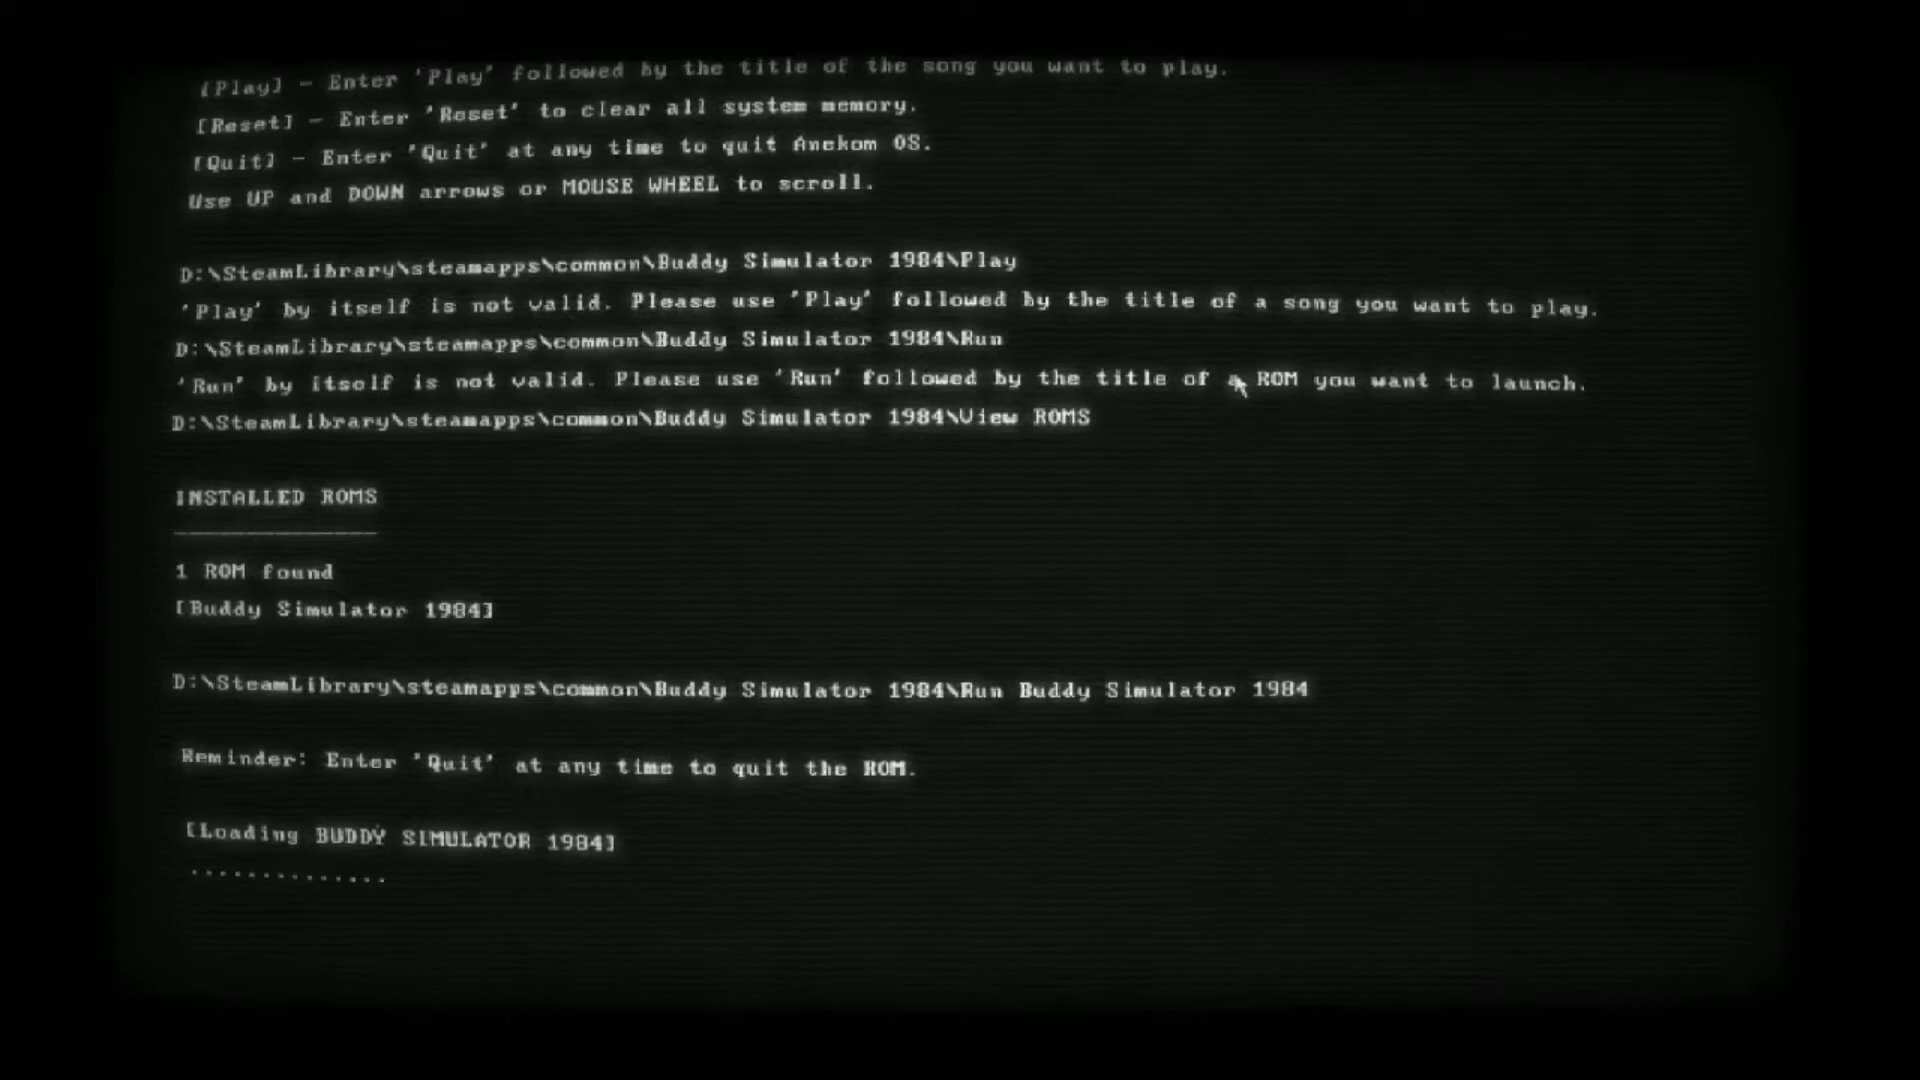 [Play] - Enter 'Play' followed by the title of the song you want to play.
[Reset] - Enter 'Reset' to clear all system memory.
[Quit] - Enter 'Quit' at any time to quit Anekom OS.
Use UP and DOWN arrows or MOUSE WHEEL to scroll.
D:\SteamLibrary\steamapps\common\Buddy Simulator 1984\Play
'Play' by itself is not valid. Please use 'Play' followed by the title of a song you want to play.
D:\SteamLibrary\steamapps\common\Buddy Simulator 1984\Run
'Run' by itself is not valid. Please use 'Run' followed by the title of a ROM you want to launch.
D:\SteamLibrary\steamapps\common\Buddy Simulator 1984\View ROMS
INSTALLED ROMS
1 ROM found
[Buddy Simulator 1984]
D:\SteamLibrary\steamapps\common\Buddy Simulator 1984\Run Buddy Simulator 1984
Reminder: Enter 'Quit' at any time to quit the ROM.
[Loading BUDDY SIMULATOR 1984]
..............